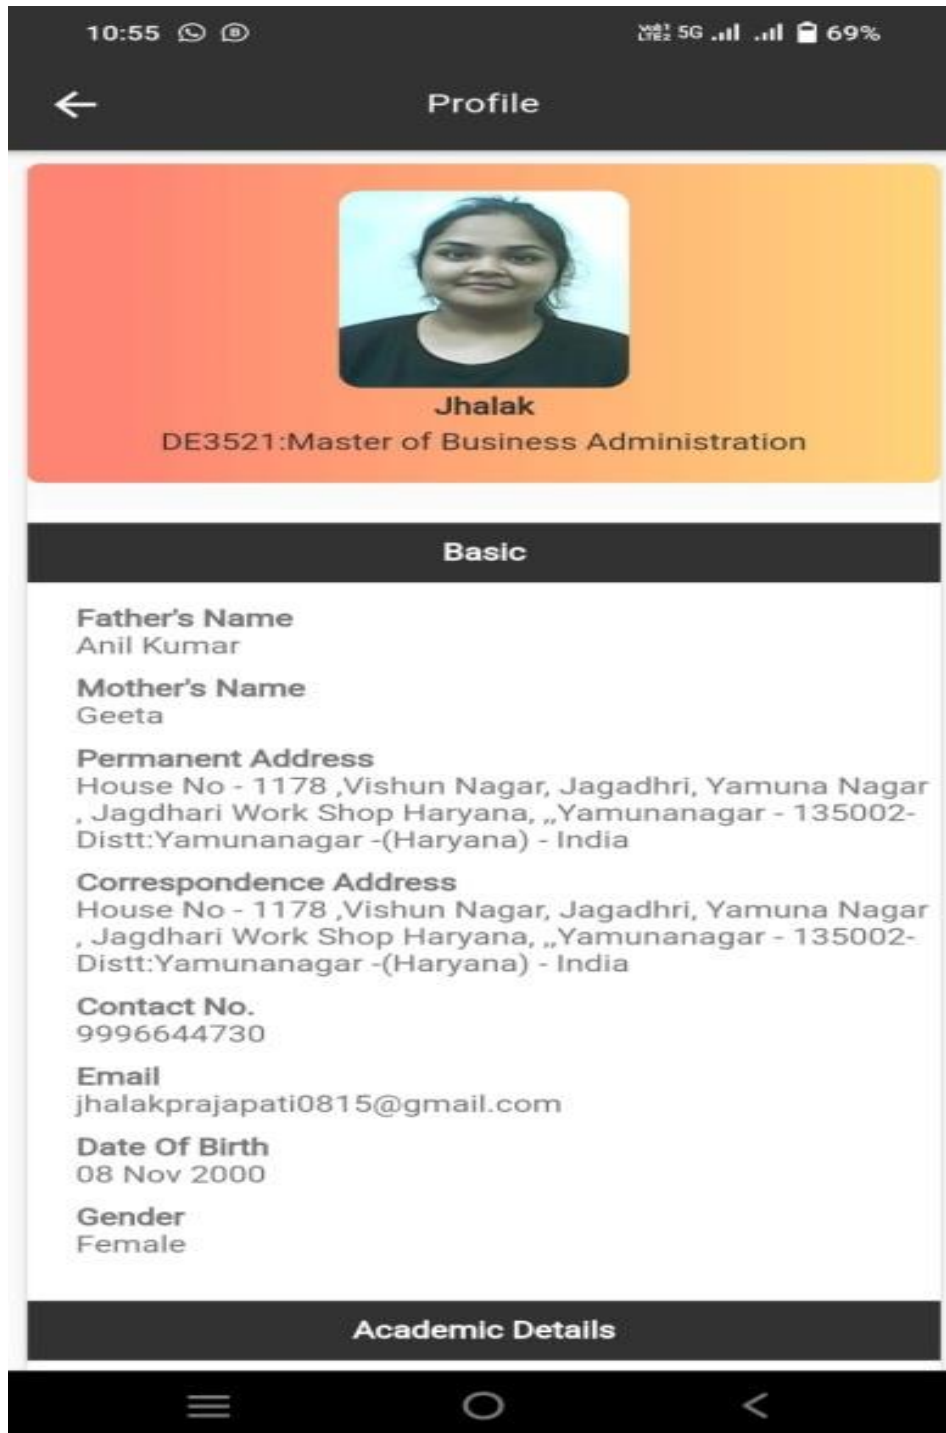 10:55
5G 69%
Profile
Jhalak
DE3521:Master of Business Administration
Basic
Father's Name
Anil Kumar
Mother's Name
Geeta
Permanent Address
House No - 1178 ,Vishun Nagar, Jagadhri, Yamuna Nagar
, Jagdhari Work Shop Haryana, ,,Yamunanagar - 135002-
Distt:Yamunanagar -(Haryana) - India
Correspondence Address
House No - 1178 ,Vishun Nagar, Jagadhri, Yamuna Nagar
, Jagdhari Work Shop Haryana, ,,Yamunanagar - 135002-
Distt:Yamunanagar -(Haryana) - India
Contact No.
9996644730
Email
jhalakprajapati0815@gmail.com
Date Of Birth
08 Nov 2000
Gender
Female
Academic Details